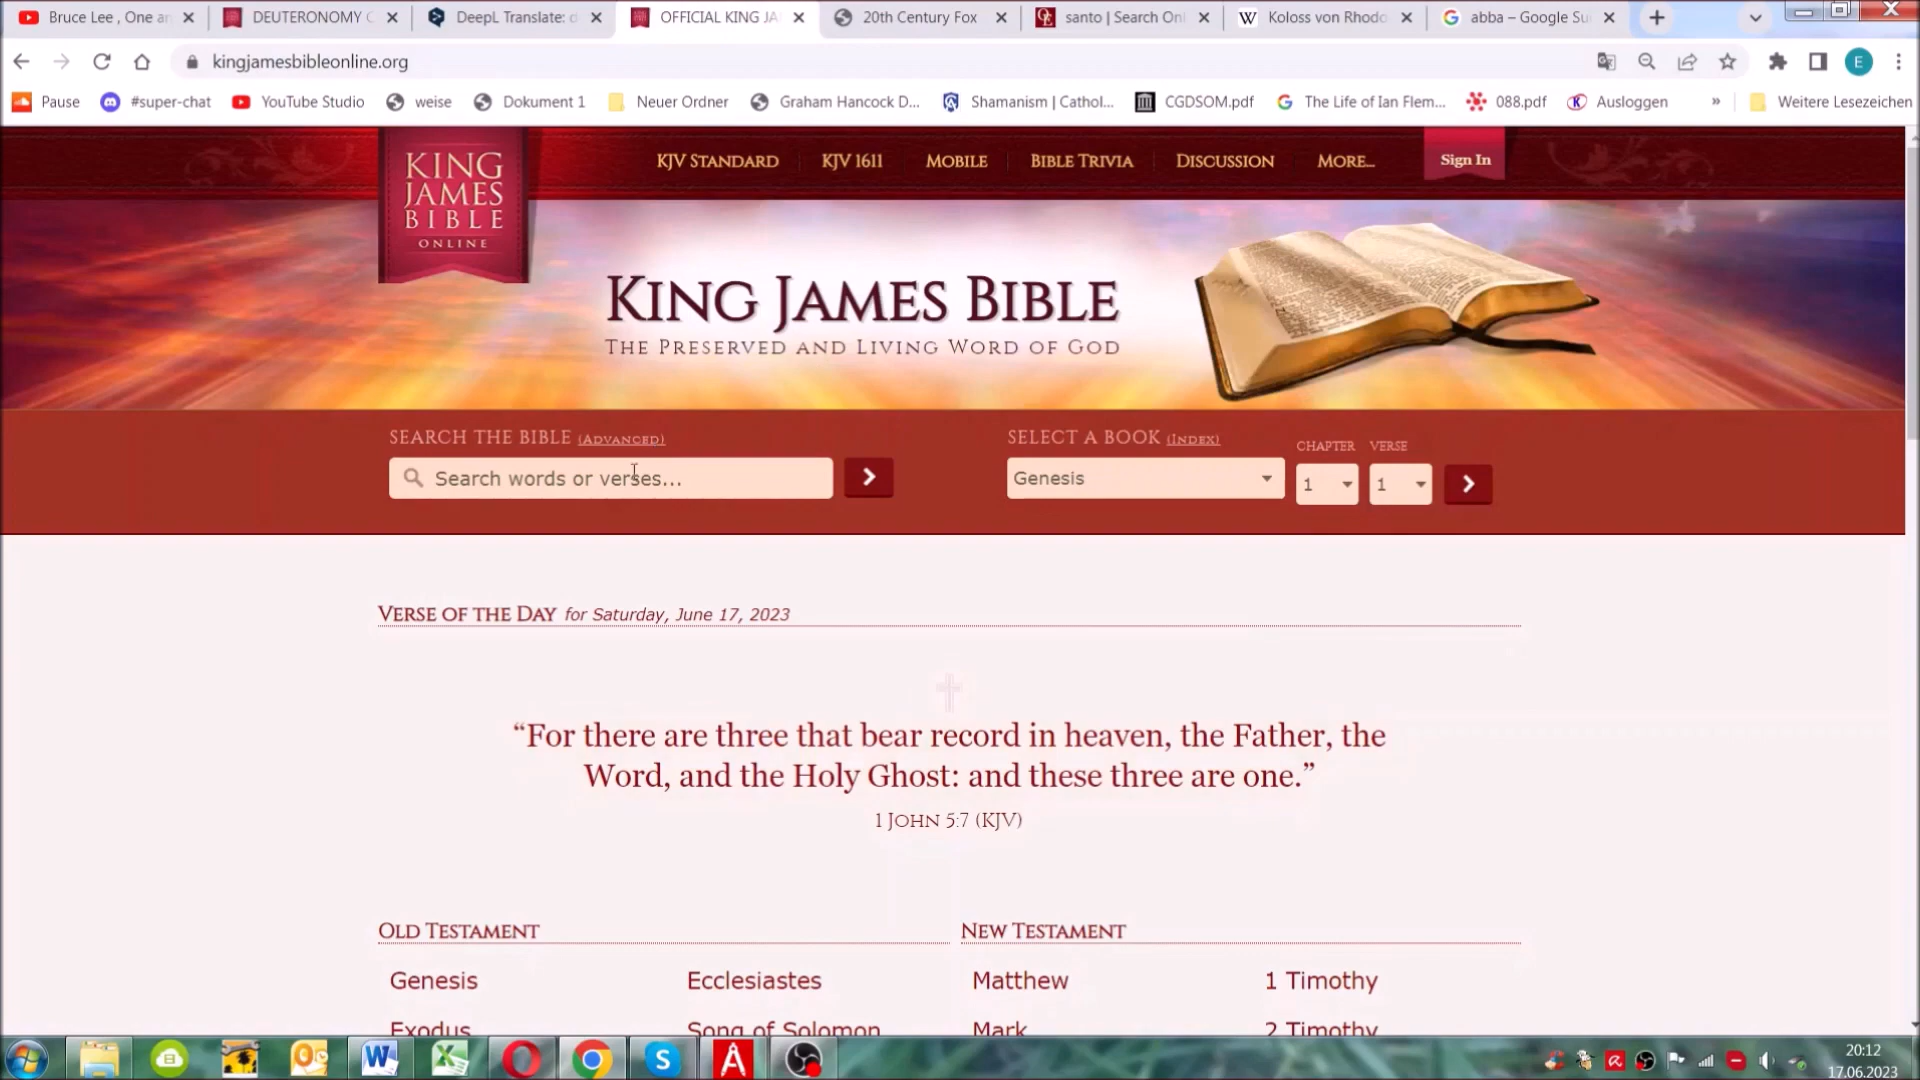 Bruce Lee , One an
DEUTERONOMY C
DeepL Translate: d
OFFICIAL KING JA
20th Century Fox
santo | Search Onl
Koloss von Rhodo
abba – Google Su
kingjamesbibleonline.org
E
Pause
#super-chat
YouTube Studio
weise
Dokument 1
Neuer Ordner
Graham Hancock D...
Shamanism | Cathol...
CGDSOM.pdf
The Life of Ian Flem...
088.pdf
Ausloggen
»
Weitere Lesezeichen
KING
JAMES
BIBLE
ONLINE
KJV STANDARD
KJV 1611
MOBILE
BIBLE TRIVIA
DISCUSSION
MORE...
Sign In
KING JAMES BIBLE
THE PRESERVED AND LIVING WORD OF GOD
SEARCH THE BIBLE (ADVANCED)
Search words or verses...
SELECT A BOOK (INDEX)
CHAPTER
VERSE
Genesis
1
1
VERSE OF THE DAY for Saturday, June 17, 2023
“For there are three that bear record in heaven, the Father, the
Word, and the Holy Ghost: and these three are one.”
1 JOHN 5:7 (KJV)
OLD TESTAMENT
NEW TESTAMENT
Genesis
Ecclesiastes
Matthew
1 Timothy
Exodus
Song of Solomon
Mark
2 Timothy
20:12
17.06.2023